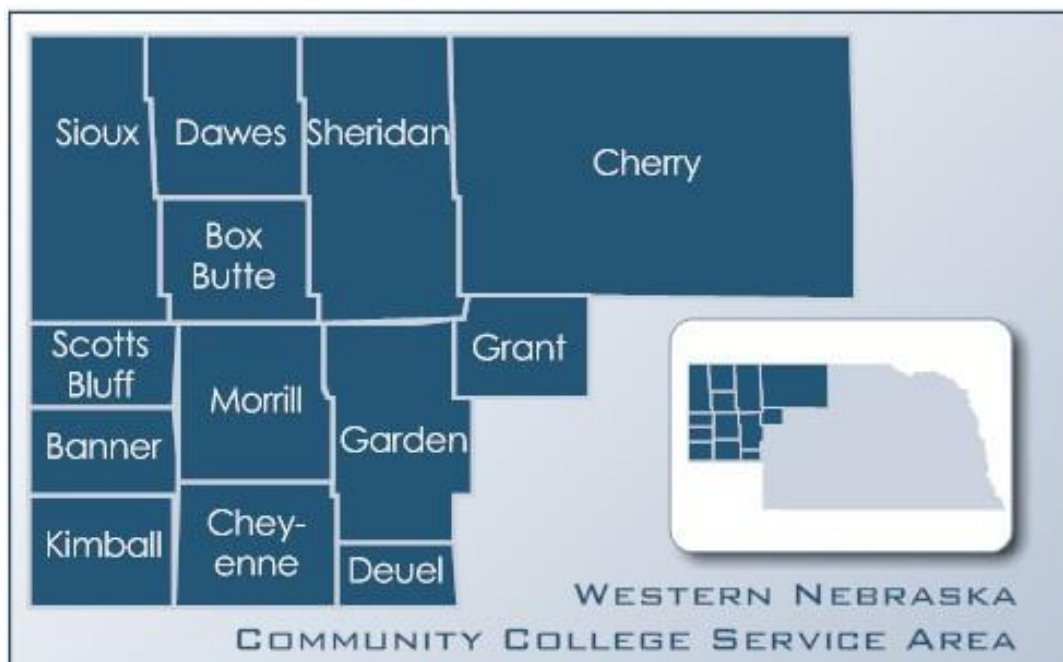 Sioux
Dawes
Sheridan
Cherry
Box
Butte
Scotts
Bluff
Morrill
Grant
Banner
Garden
Kimball
Chey-
enne
Deuel
WESTERN NEBRASKA
COMMUNITY COLLEGE SERVICE AREA